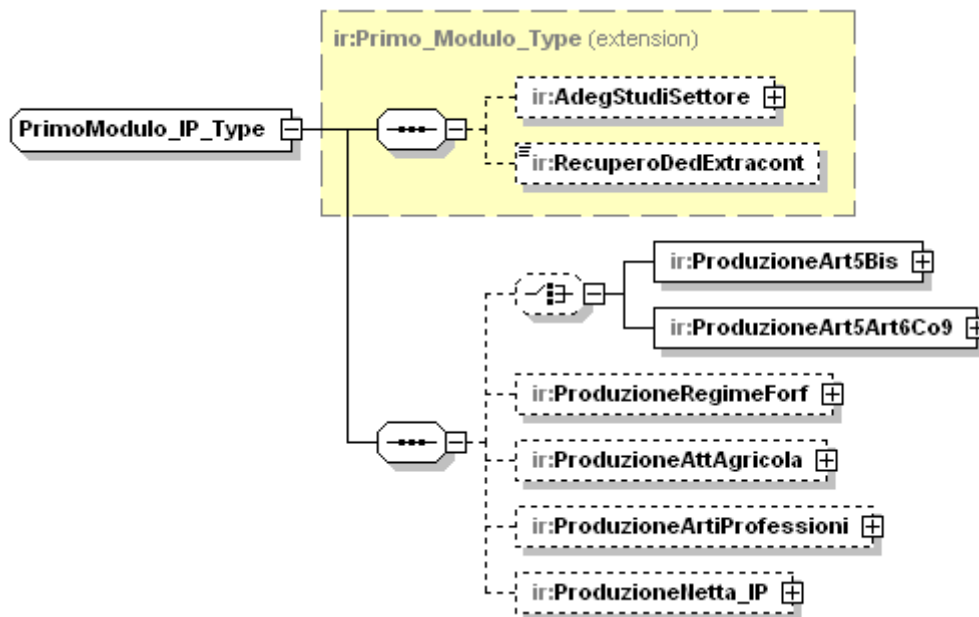 ir:Primo_Modulo_Type (extension)
ir:AdegStudiSettore
PrimoModulo_IP_Type
ir:RecuperoDedExtracont
ir:ProduzioneArt5Bis
ir:ProduzioneArt5Art6Co9
ir:ProduzioneRegimeForf
ir:ProduzioneAttAgricola
ir:ProduzioneArtiProfessioni
ir:ProduzioneNetta_IP